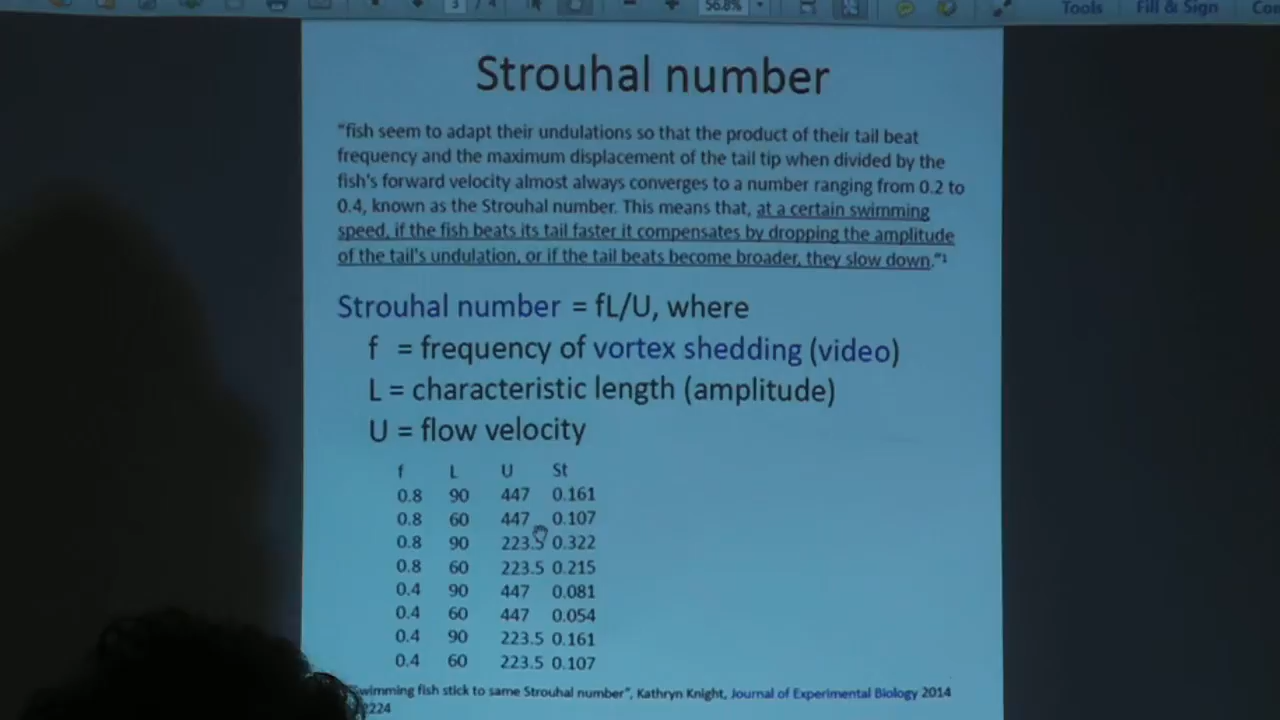 3 / 4 56.8% Tools Fill & Sign
Strouhal number
“fish seem to adapt their undulations so that the product of their tail beat
frequency and the maximum displacement of the tail tip when divided by the
fish's forward velocity almost always converges to a number ranging from 0.2 to
0.4, known as the Strouhal number. This means that, at a certain swimming
speed, if the fish beats its tail faster it compensates by dropping the amplitude
of the tail's undulation, or if the tail beats become broader, they slow down.”¹
Strouhal number = fL/U, where
f = frequency of vortex shedding (video)
L = characteristic length (amplitude)
U = flow velocity
f L U St
0.8 90 447 0.161
0.8 60 447 0.107
0.8 90 223.5 0.322
0.8 60 223.5 0.215
0.4 90 447 0.081
0.4 60 447 0.054
0.4 90 223.5 0.161
0.4 60 223.5 0.107
swimming fish stick to same Strouhal number”, Kathryn Knight, Journal of Experimental Biology 2014
2224